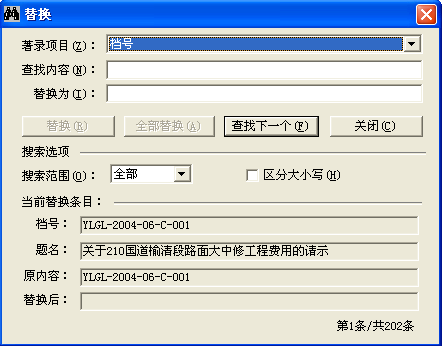 替换
著录项目(Z)： 档号
查找内容(N)：
替换为(I)：
替换(R) 全部替换(A) 查找下一个(F) 关闭(C)
搜索选项
搜索范围(O)： 全部 区分大小写(H)
当前替换条目：
档号： YLGL-2004-06-C-001
题名： 关于210国道榆清段路面大中修工程费用的请示
原内容： YLGL-2004-06-C-001
替换后：
第1条/共202条